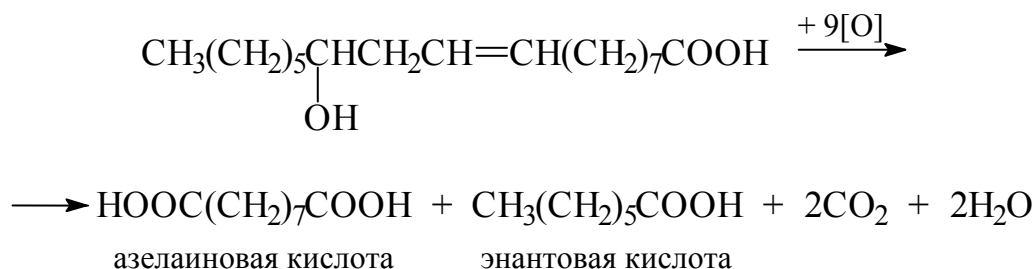 + 9[O]
CH₃(CH₂)₅CHCH₂CH=CH(CH₂)₇COOH
OH
HOOC(CH₂)₇COOH + CH₃(CH₂)₅COOH + 2CO₂ + 2H₂O
азелаиновая кислота энантовая кислота